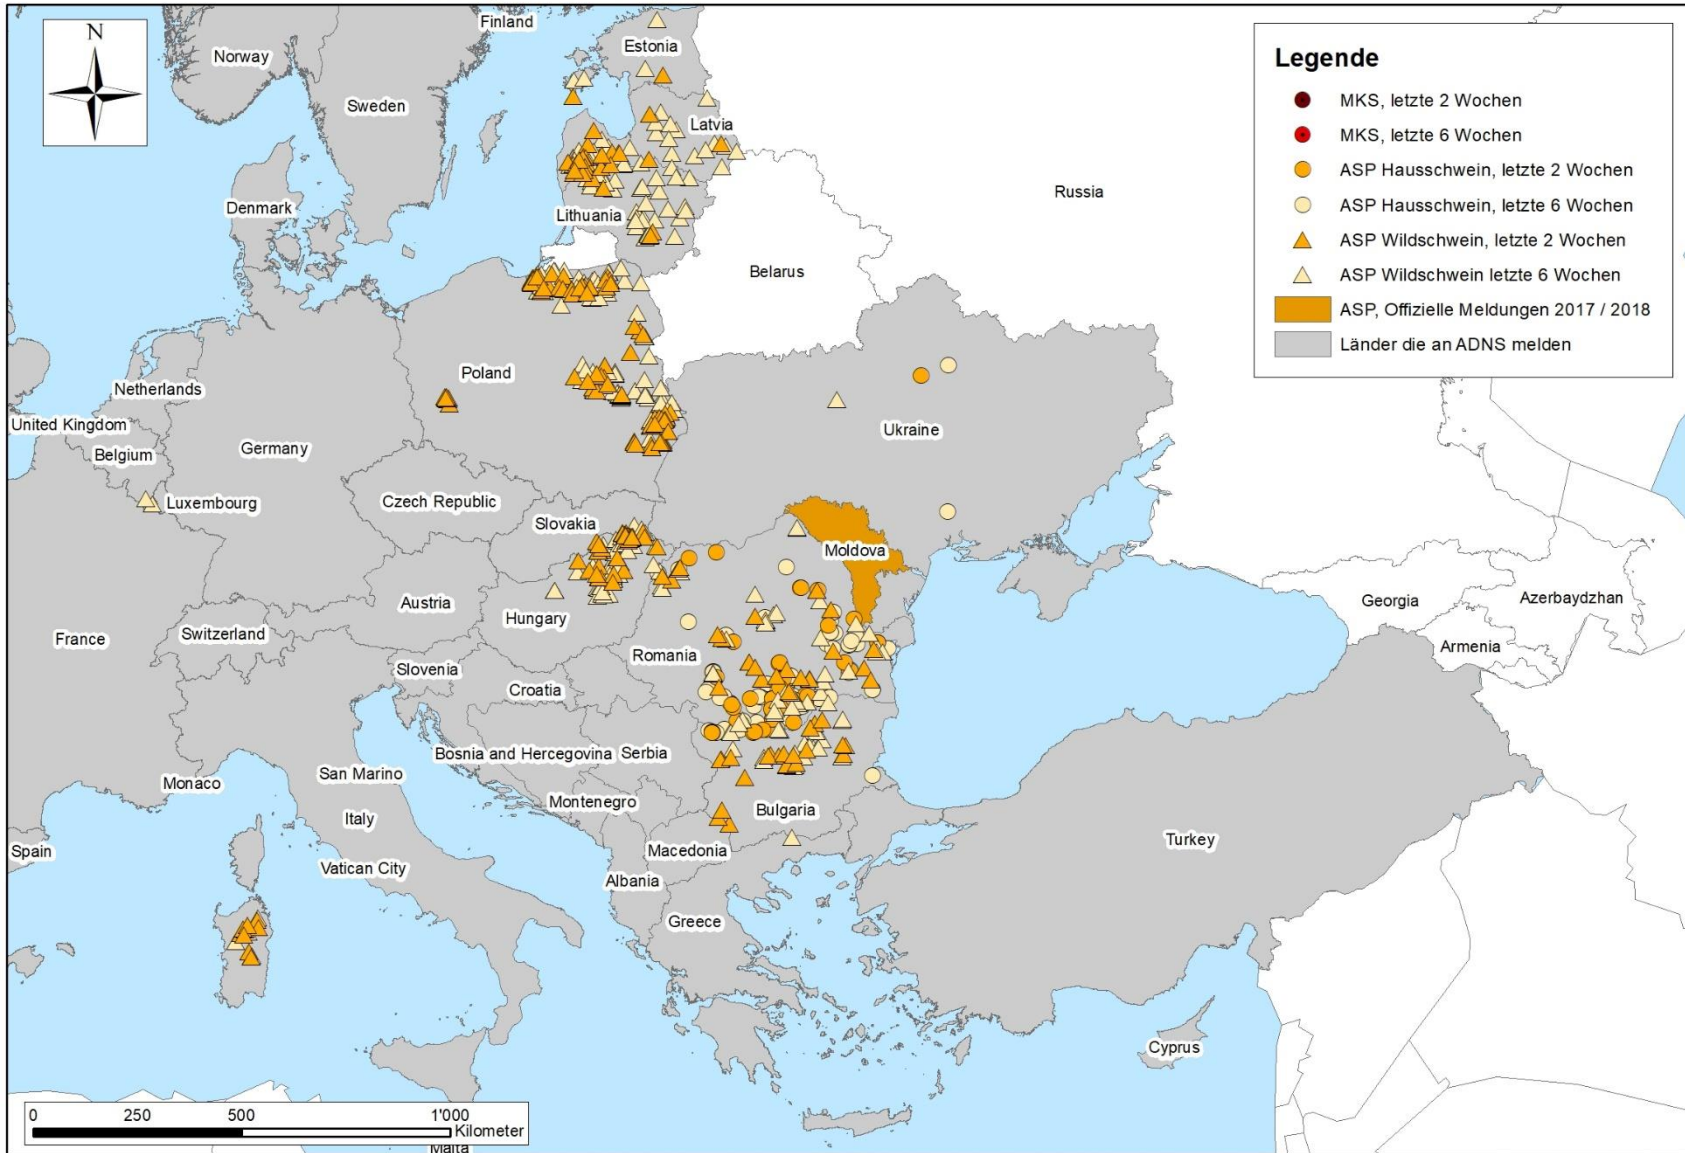 N
Legende
MKS, letzte 2 Wochen
MKS, letzte 6 Wochen
ASP Hausschwein, letzte 2 Wochen
ASP Hausschwein, letzte 6 Wochen
ASP Wildschwein, letzte 2 Wochen
ASP Wildschwein letzte 6 Wochen
ASP, Offizielle Meldungen 2017 / 2018
Länder die an ADNS melden
Finland
Norway
Estonia
Sweden
Latvia
Russia
Denmark
Lithuania
Belarus
Poland
Netherlands
United Kingdom
Ukraine
Germany
Belgium
Luxembourg
Czech Republic
Slovakia
Moldova
Austria
Georgia
Azerbaydzhan
Hungary
Switzerland
France
Armenia
Romania
Slovenia
Croatia
Bosnia and Hercegovina
Serbia
San Marino
Monaco
Montenegro
Bulgaria
Italy
Turkey
Spain
Macedonia
Vatican City
Albania
Greece
Cyprus
0 250 500 1'000
Kilometer
Malta